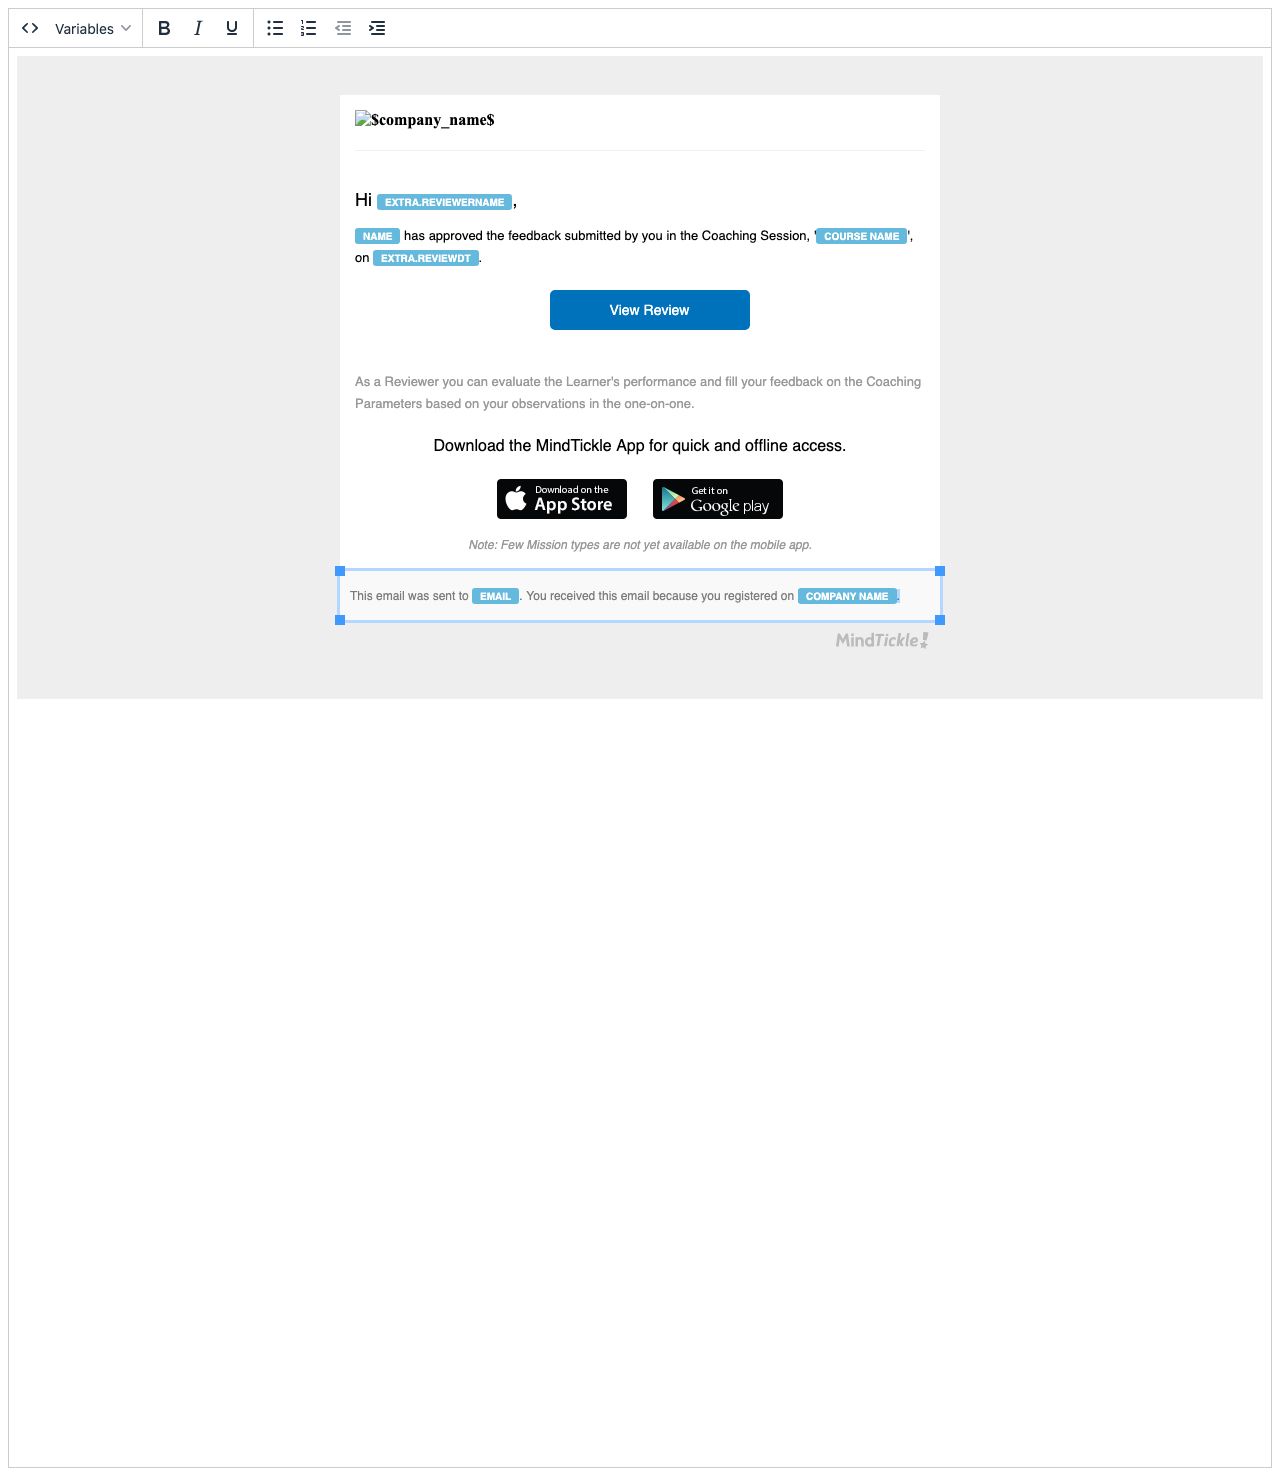 Variables B I U
$company_name$
Hi EXTRA.REVIEWERNAME,
NAME has approved the feedback submitted by you in the Coaching Session, 'COURSE NAME',
on EXTRA.REVIEWDT.
View Review
As a Reviewer you can evaluate the Learner's performance and fill your feedback on the Coaching
Parameters based on your observations in the one-on-one.
Download the MindTickle App for quick and offline access.
Download on the
App Store
Get it on
Google play
Note: Few Mission types are not yet available on the mobile app.
This email was sent to EMAIL. You received this email because you registered on COMPANY NAME.
MindTickle!